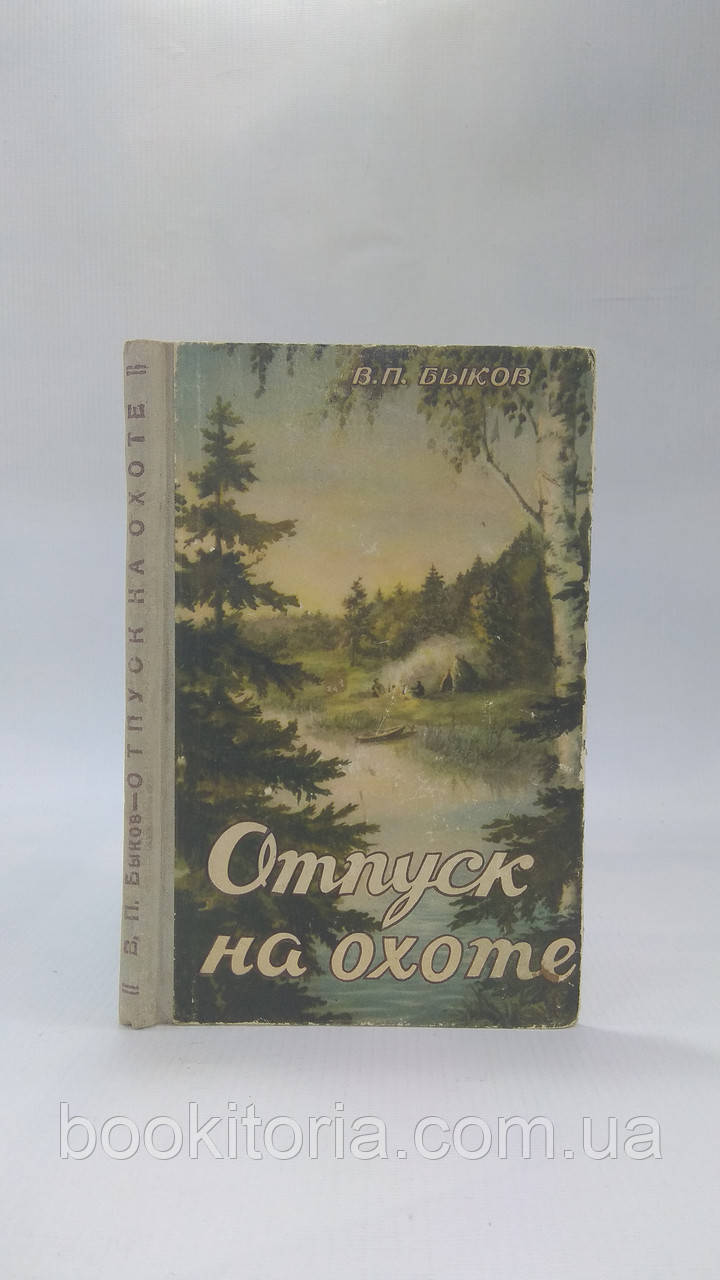 В.П. БЫКОВ
Отпуск
на охоте
В. П. БЫКОВ—ОТПУСК НА ОХОТЕ
bookitoria.com.ua